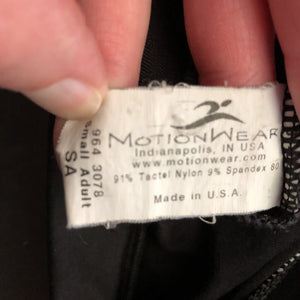 MOTIONWEAR
Indianapolis, IN USA
www.motionwear.com
91% Tactel Nylon 9% Spandex
Made in U.S.A.
964 3078
Small Adult
SA